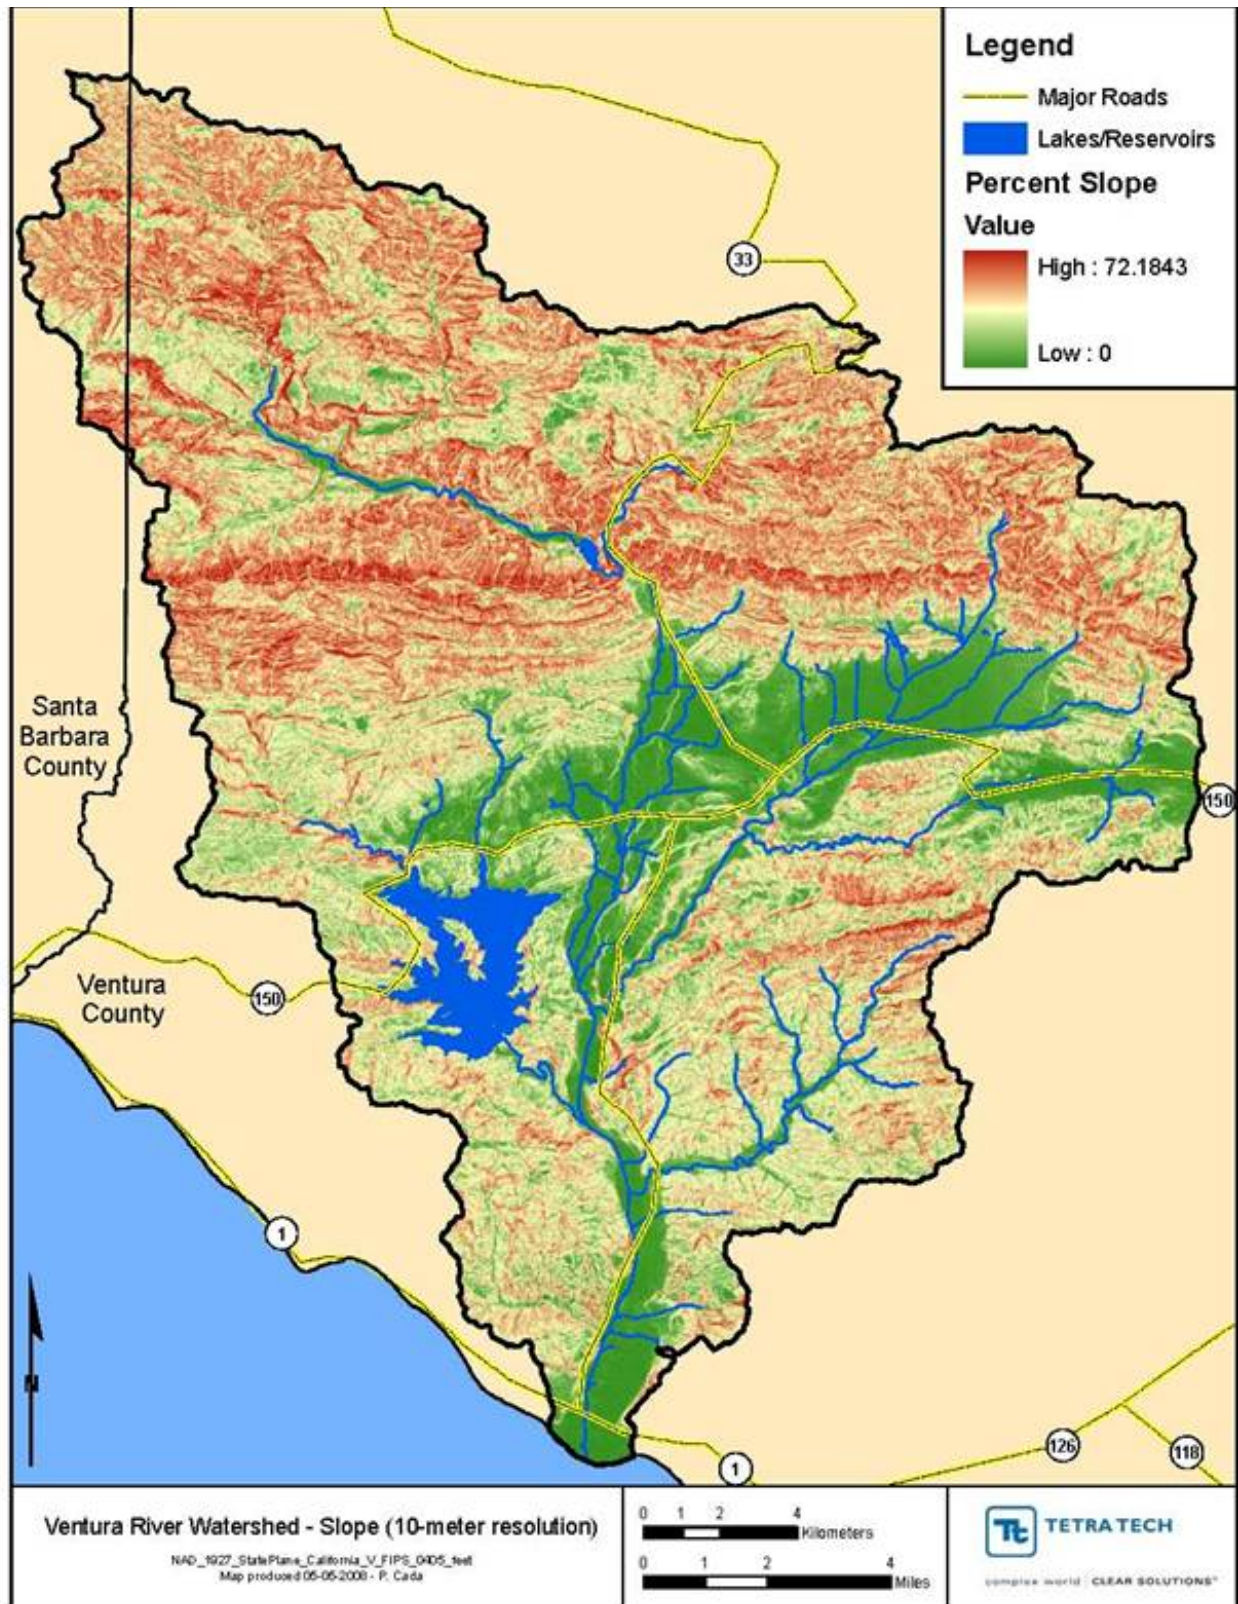 Legend
Major Roads
Lakes/Reservoirs
Percent Slope
Value
High : 72.1843
Low : 0
33
Santa
Barbara
County
150
Ventura
County
150
1
N
126
118
1
Ventura River Watershed - Slope (10-meter resolution)
NAD_1927_StatePlane_California_V_FIPS_0405_feet
Map produced 05-05-2008 - P. Cada
0 1 2 4
Kilometers
0 1 2 4
Miles
Tt
TETRA TECH
complex world | CLEAR SOLUTIONS™